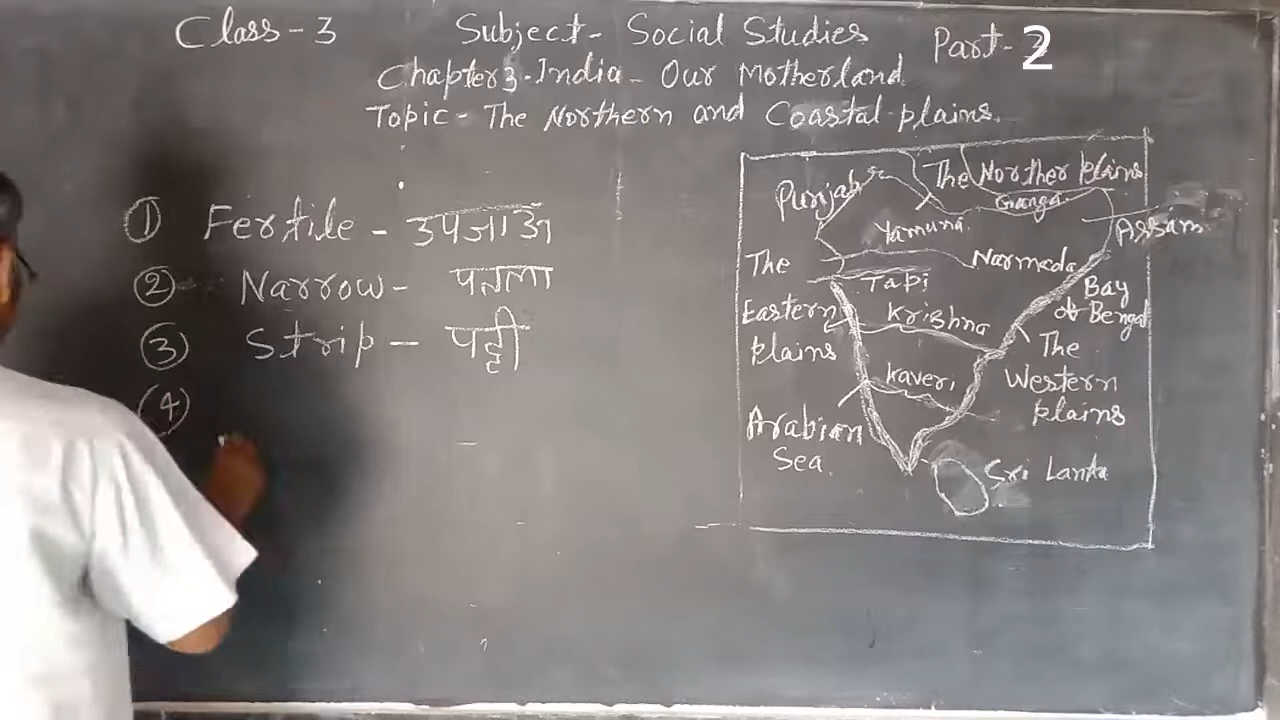 Class - 3
Subject - Social Studies
Part - 2
Chapter 3 - India - Our Motherland
Topic - The Northern and Coastal plains.
① Fertile - उपजाऊ
② Narrow - पतला
③ Strip - पट्टी
④
The Norther plains
Punjab
Ganga
Yamuna
Assam
The
Eastern
plains
Narmada
Tapi
Bay
of Bengal
Krishna
The
Western
plains
Kaveri
Arabian
Sea
Sri Lanka